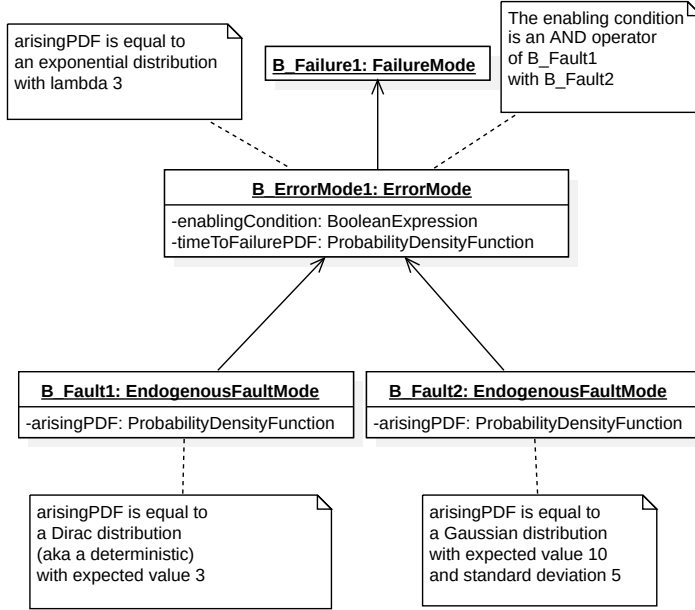 arisingPDF is equal to
an exponential distribution
with lambda 3
The enabling condition
is an AND operator
of B_Fault1
with B_Fault2
B_Failure1: FailureMode
B_ErrorMode1: ErrorMode
-enablingCondition: BooleanExpression
-timeToFailurePDF: ProbabilityDensityFunction
B_Fault1: EndogenousFaultMode
-arisingPDF: ProbabilityDensityFunction
B_Fault2: EndogenousFaultMode
-arisingPDF: ProbabilityDensityFunction
arisingPDF is equal to
a Dirac distribution
(aka a deterministic)
with expected value 3
arisingPDF is equal to
a Gaussian distribution
with expected value 10
and standard deviation 5